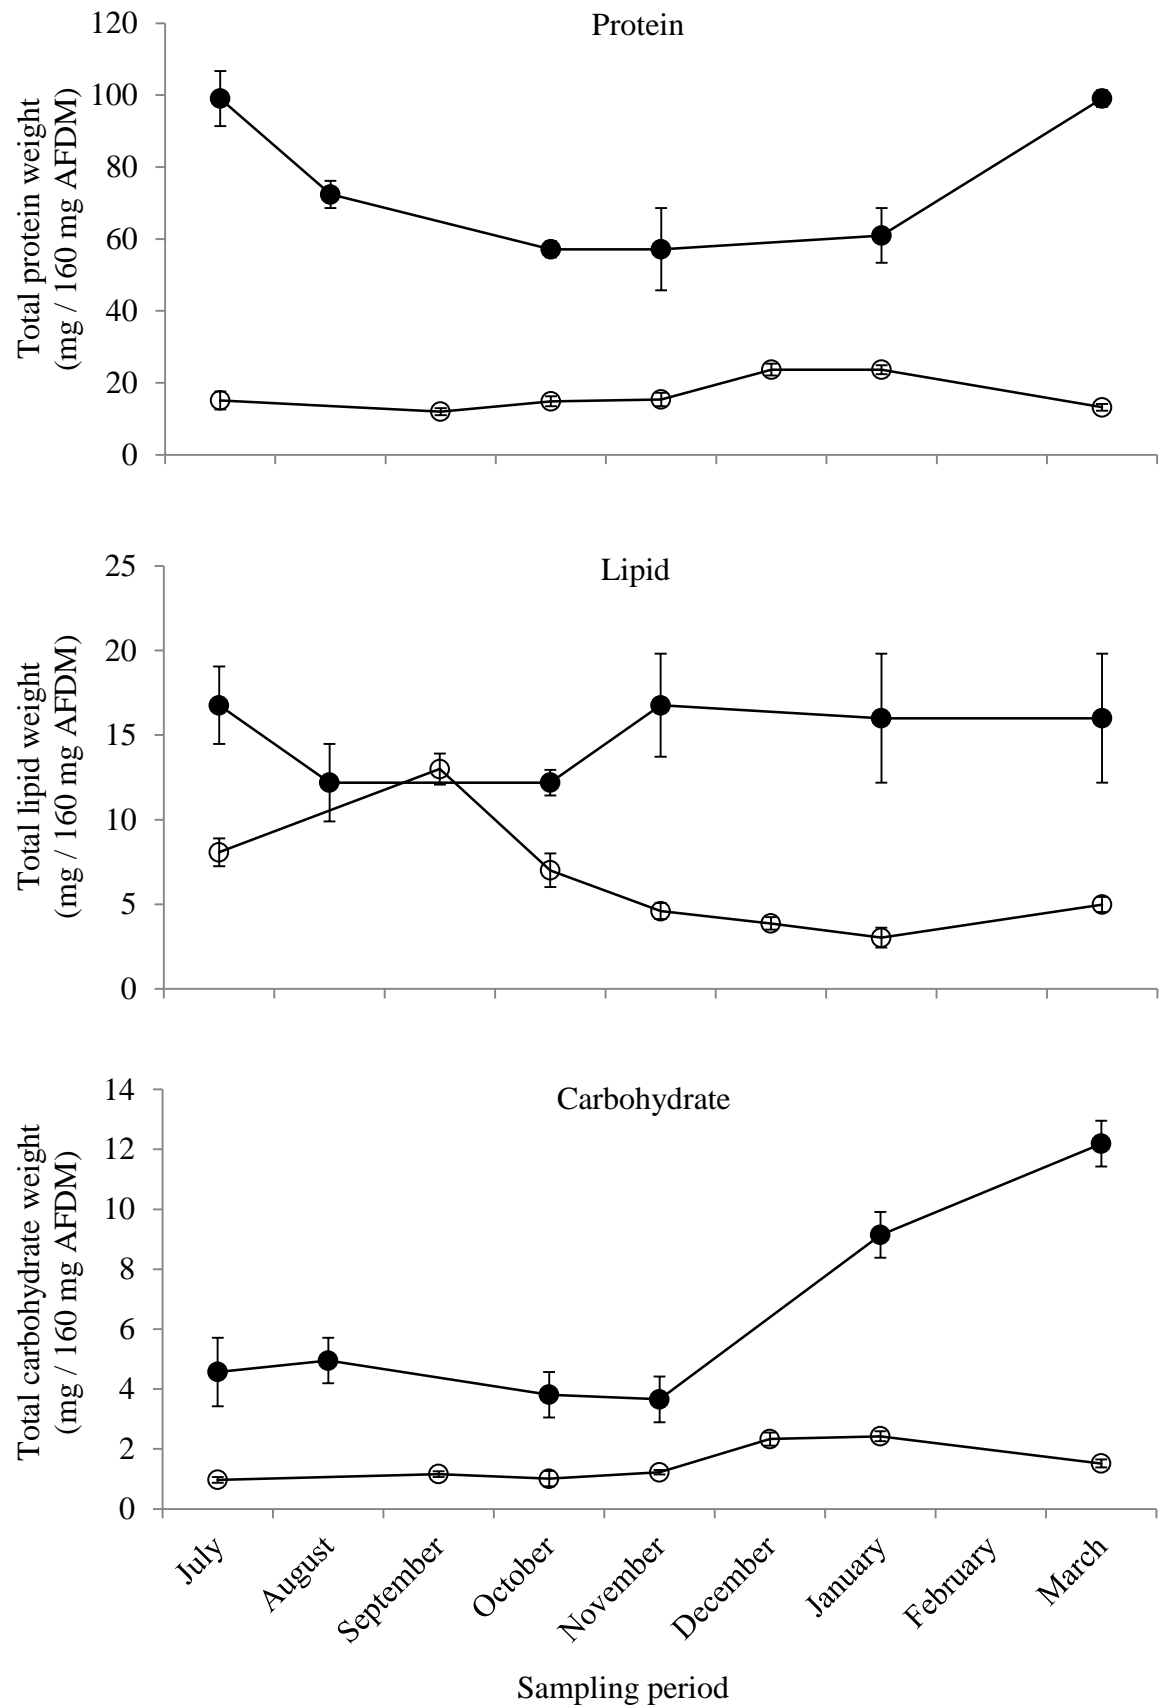 Protein
Total protein weight
(mg / 160 mg AFDM)
120
100
80
60
40
20
0
Lipid
Total lipid weight
(mg / 160 mg AFDM)
25
20
15
10
5
0
Carbohydrate
Total carbohydrate weight
(mg / 160 mg AFDM)
14
12
10
8
6
4
2
0
July
August
September
October
November
December
January
February
March
Sampling period